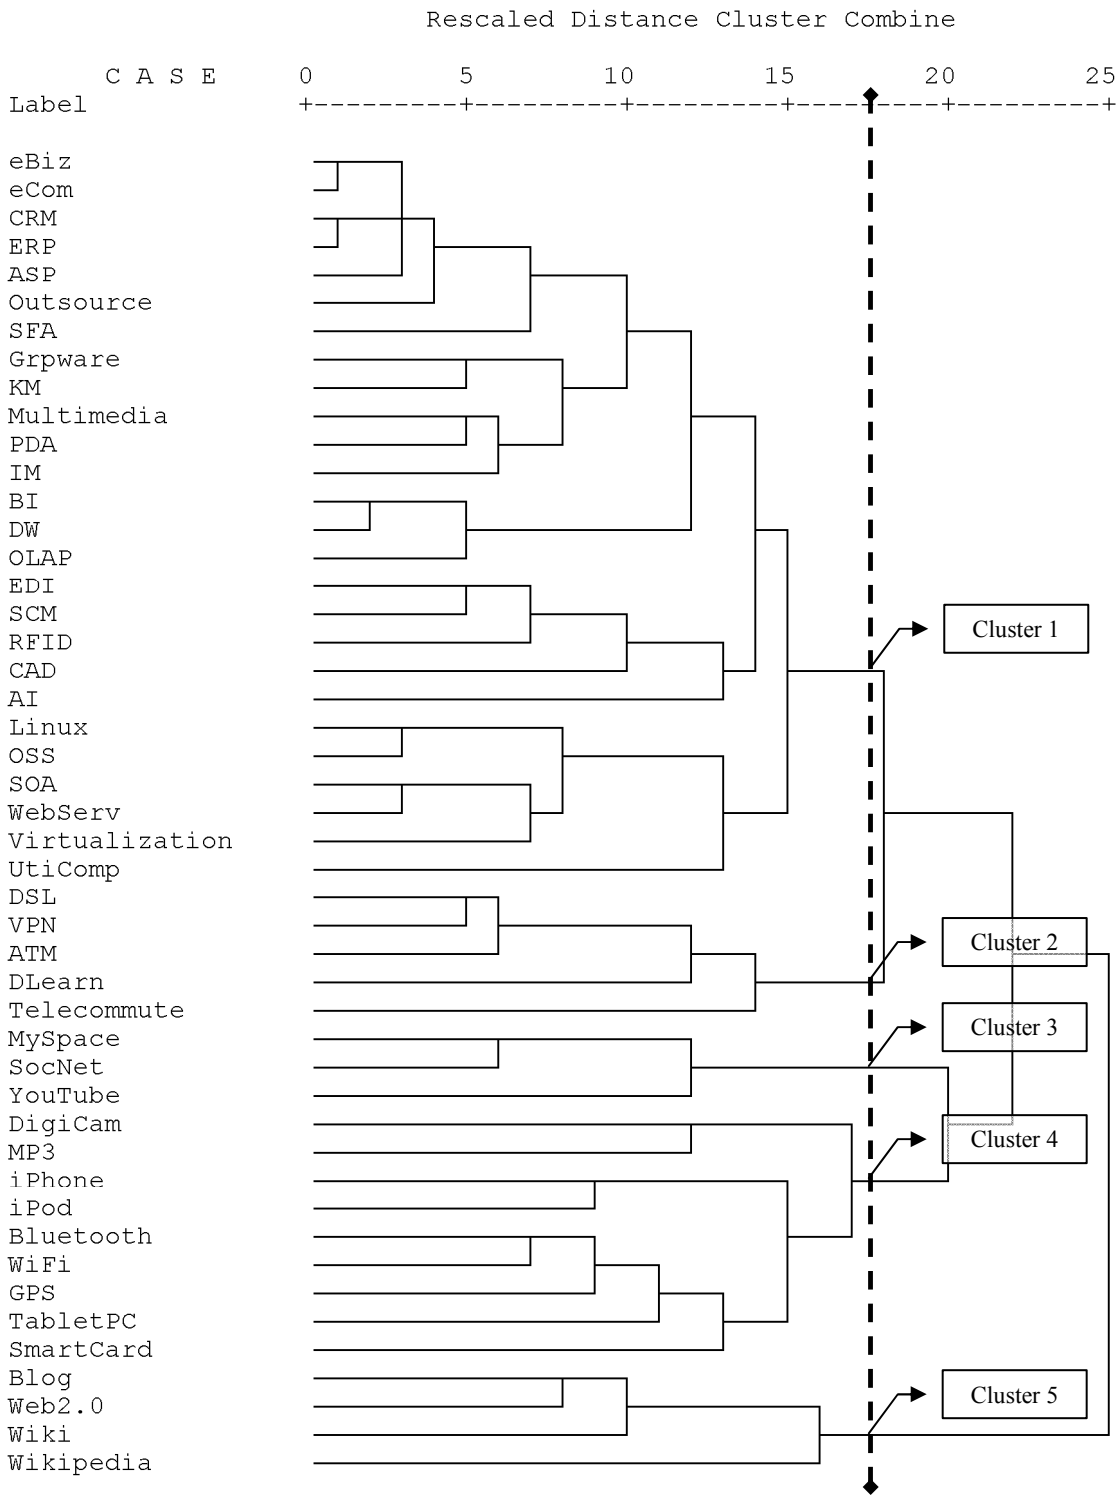 Rescaled Distance Cluster Combine
C A S E 0 5 10 15 20 25
Label +---------+---------+---------+---------+---------+
eBiz
eCom
CRM
ERP
ASP
Outsource
SFA
Grpware
KM
Multimedia
PDA
IM
BI
DW
OLAP
EDI
SCM
RFID
Cluster 1
CAD
AI
Linux
OSS
SOA
WebServ
Virtualization
UtiComp
DSL
VPN
Cluster 2
ATM
DLearn
Telecommute
Cluster 3
MySpace
SocNet
YouTube
DigiCam
Cluster 4
MP3
iPhone
iPod
Bluetooth
WiFi
GPS
TabletPC
SmartCard
Blog
Cluster 5
Web2.0
Wiki
Wikipedia